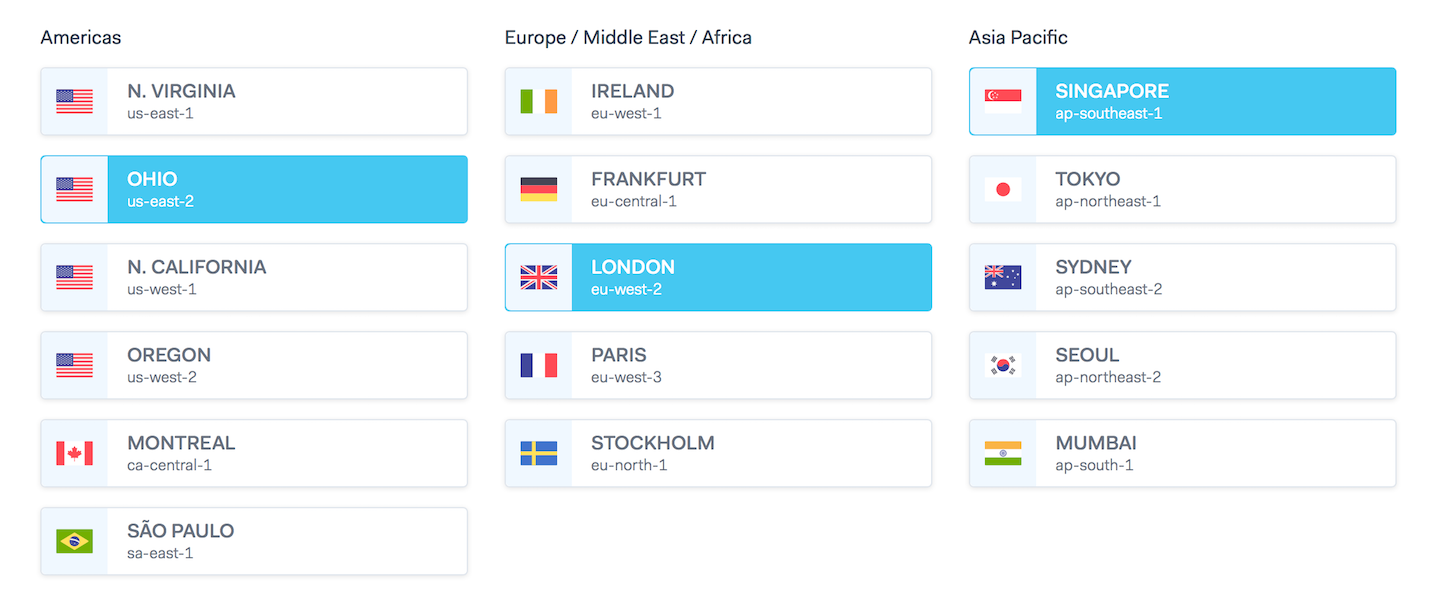 Americas
N. VIRGINIA
us-east-1
OHIO
us-east-2
N. CALIFORNIA
us-west-1
OREGON
us-west-2
MONTREAL
ca-central-1
SÃO PAULO
sa-east-1
Europe / Middle East / Africa
IRELAND
eu-west-1
FRANKFURT
eu-central-1
LONDON
eu-west-2
PARIS
eu-west-3
STOCKHOLM
eu-north-1
Asia Pacific
SINGAPORE
ap-southeast-1
TOKYO
ap-northeast-1
SYDNEY
ap-southeast-2
SEOUL
ap-northeast-2
MUMBAI
ap-south-1